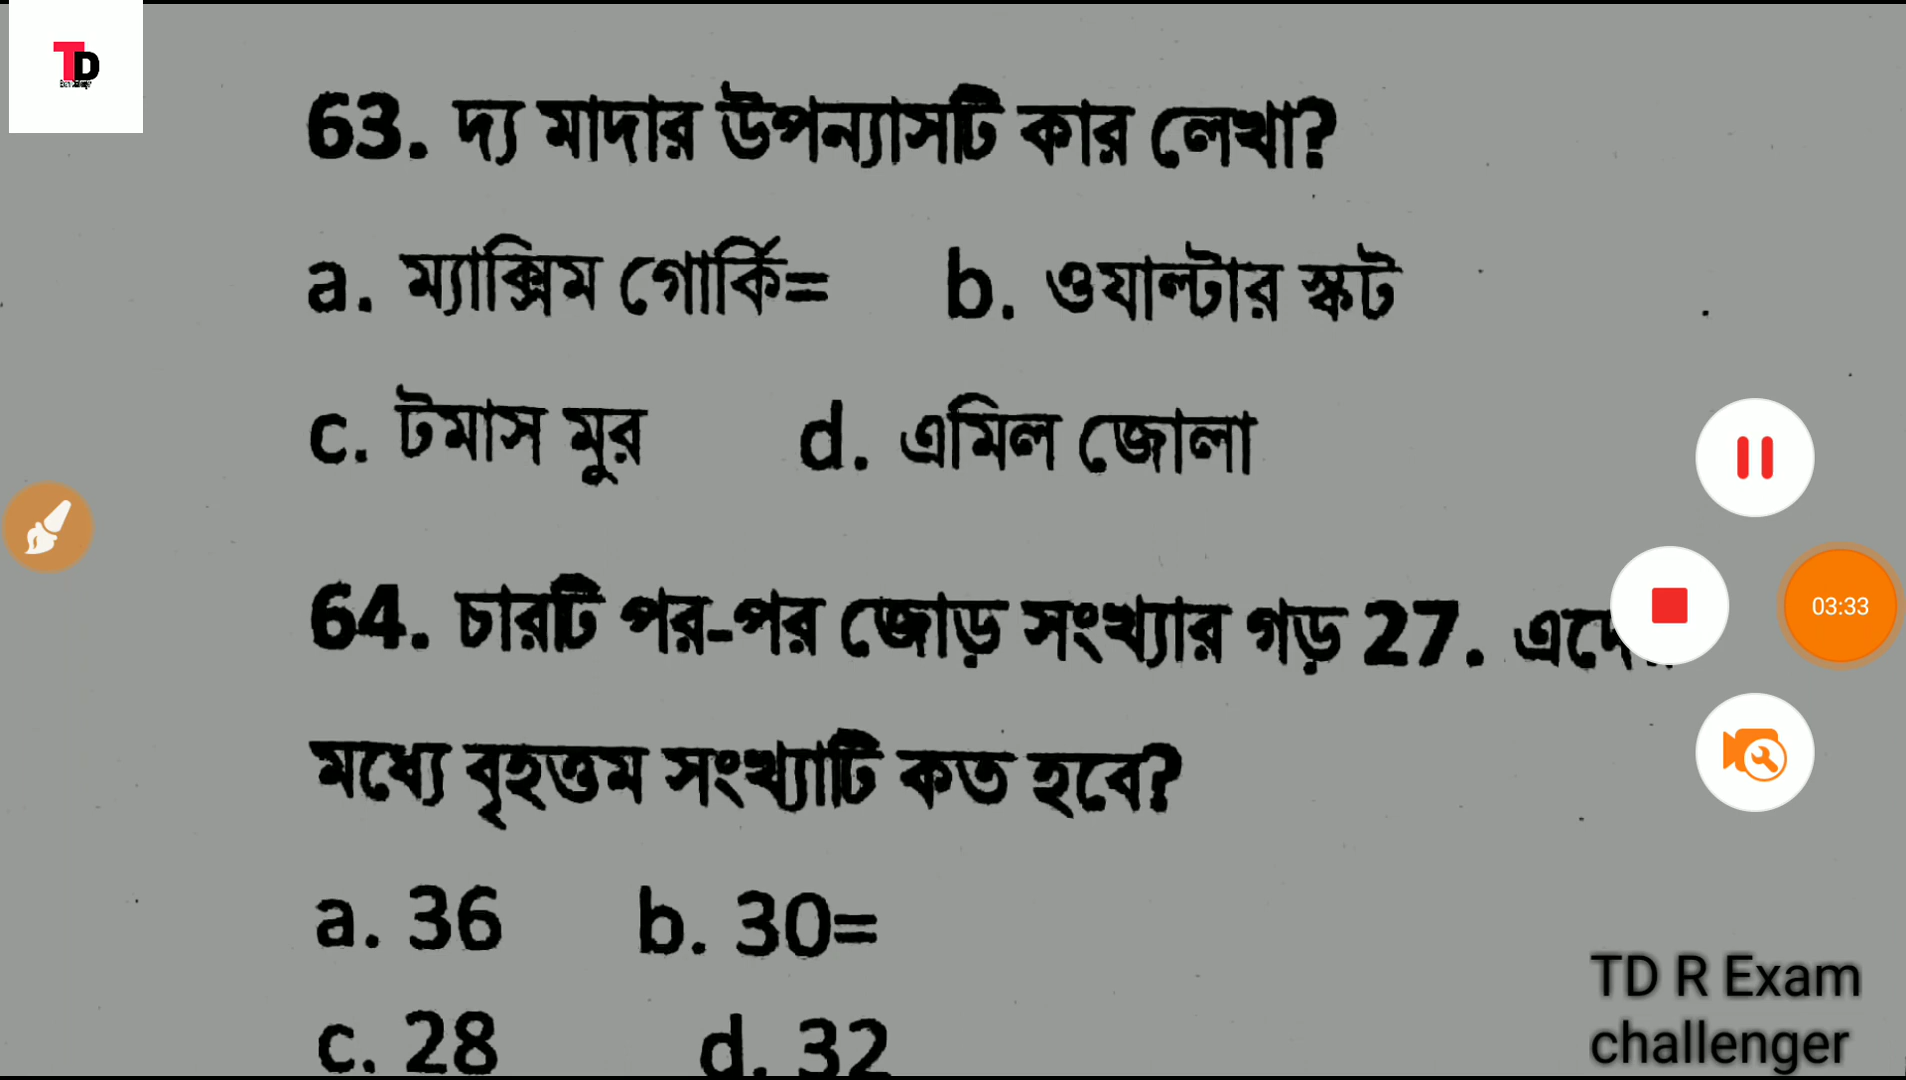 TD
63. দ্য মাদার উপন্যাসটি কার লেখা?
a. ম্যাক্সিম গোর্কি= b. ওযাল্টার স্কট
c. টমাস মুর d. এমিল জোলা
64. চারটি পর-পর জোড় সংখ্যার গড় 27. এদের
03:33
মধ্যে বৃহত্তম সংখ্যাটি কত হবে?
a. 36 b. 30=
c. 28 d. 32
TD R Exam
challenger